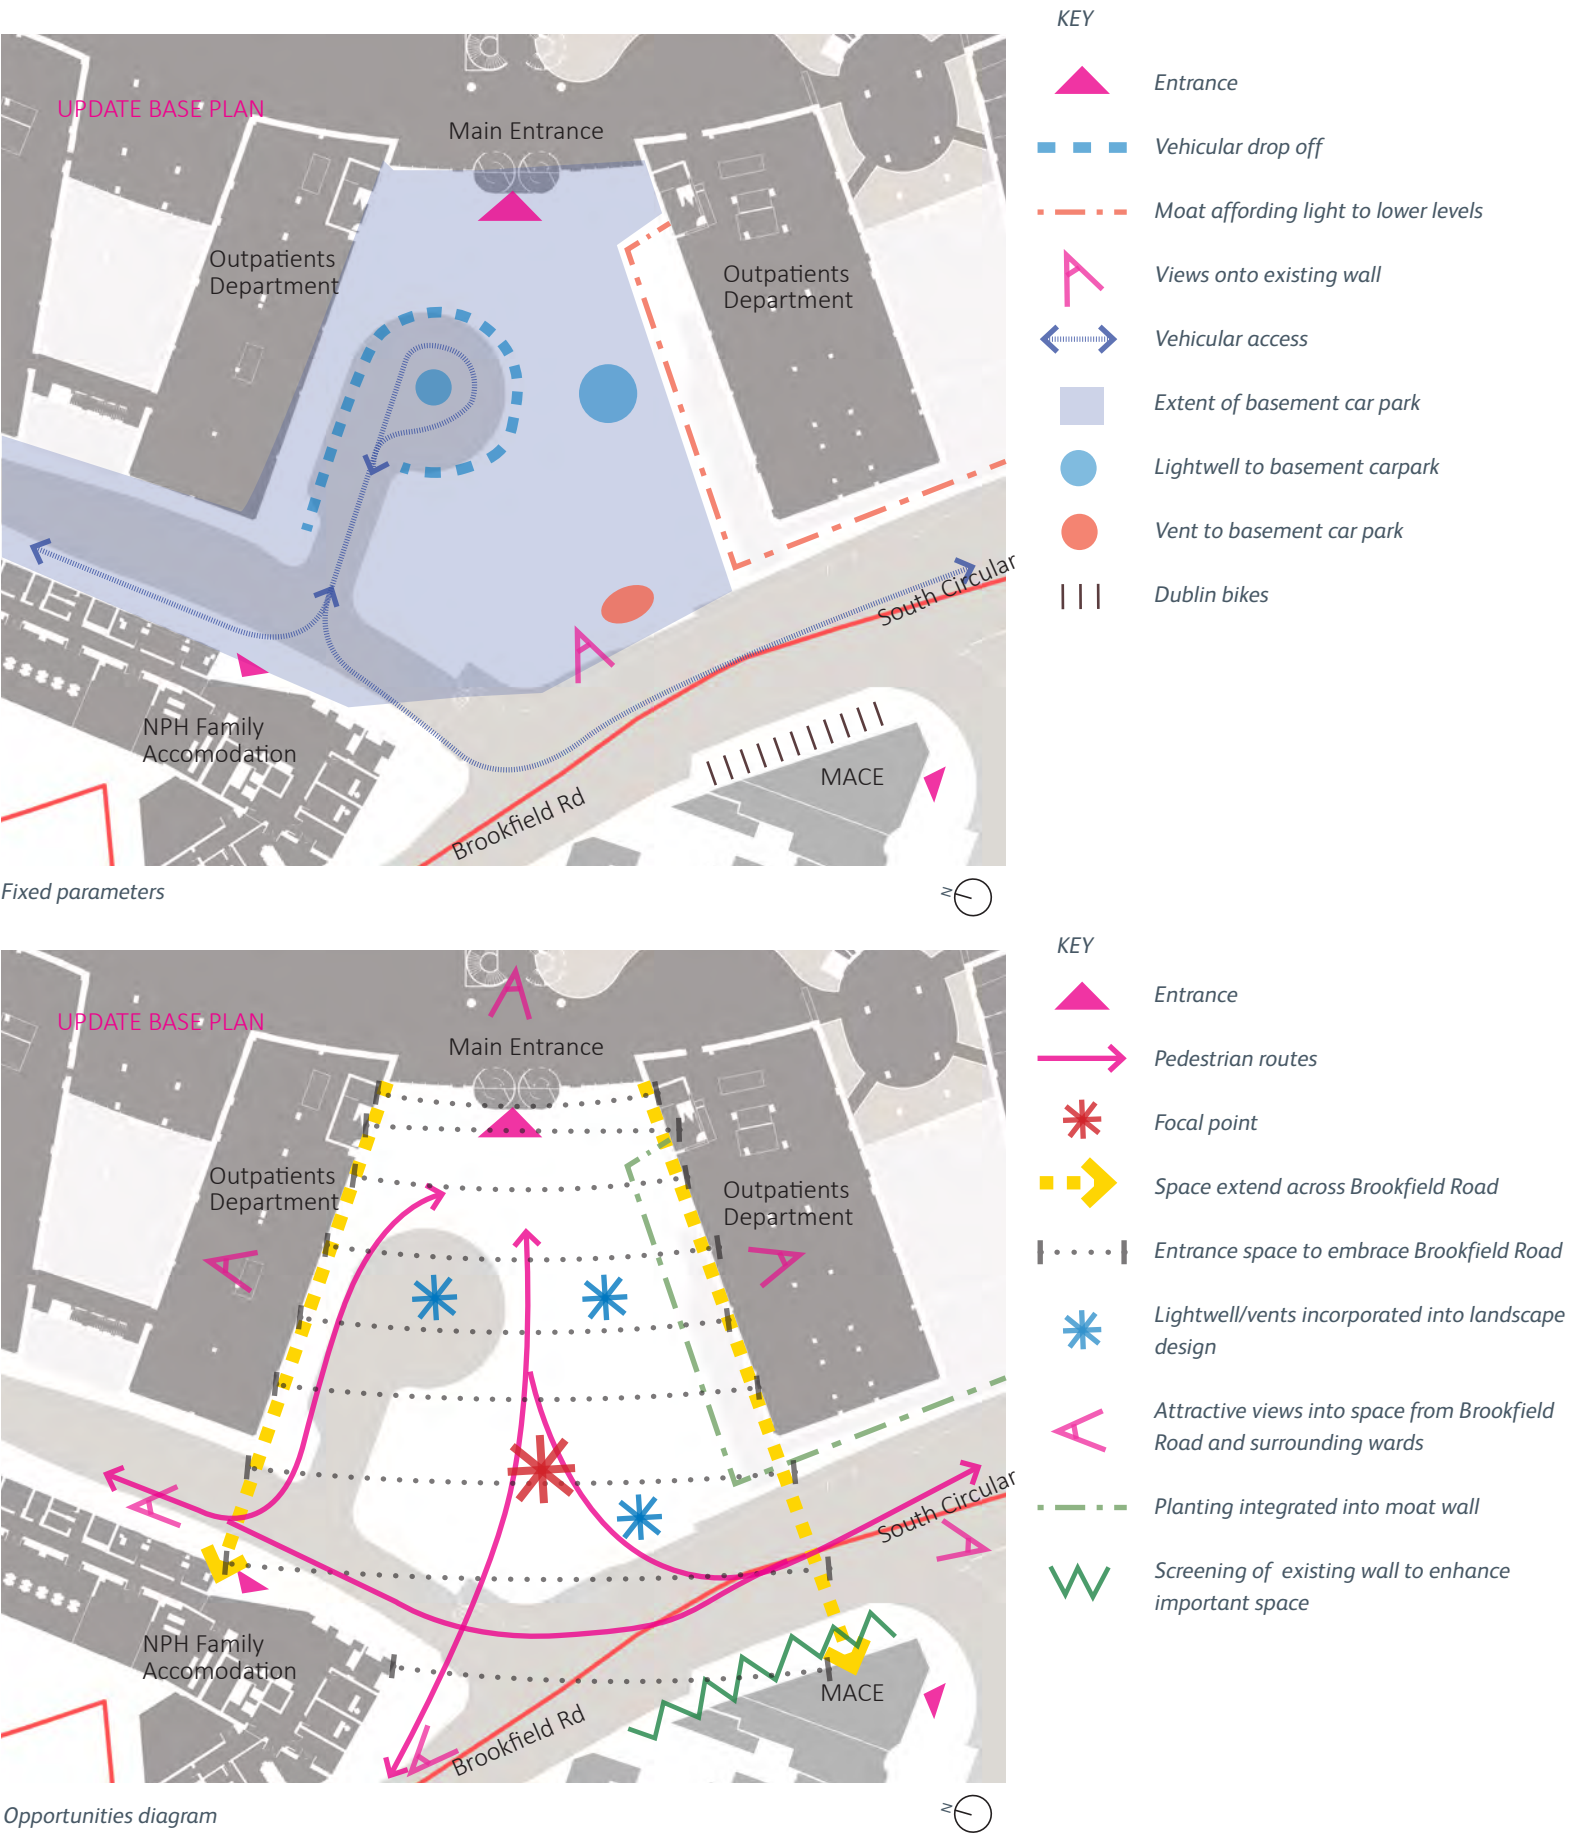 UPDATE BASE PLAN
Main Entrance
Outpatients
Department
Outpatients
Department
South Circular
NPH Family
Accomodation
MACE
Brookfield Rd
Fixed parameters
N
KEY
Entrance
Vehicular drop off
Moat affording light to lower levels
Views onto existing wall
Vehicular access
Extent of basement car park
Lightwell to basement carpark
Vent to basement car park
Dublin bikes
UPDATE BASE PLAN
Main Entrance
Outpatients
Department
Outpatients
Department
South Circular
NPH Family
Accomodation
MACE
Brookfield Rd
Opportunities diagram
N
KEY
Entrance
Pedestrian routes
Focal point
Space extend across Brookfield Road
Entrance space to embrace Brookfield Road
Lightwell/vents incorporated into landscape
design
Attractive views into space from Brookfield
Road and surrounding wards
Planting integrated into moat wall
Screening of existing wall to enhance
important space